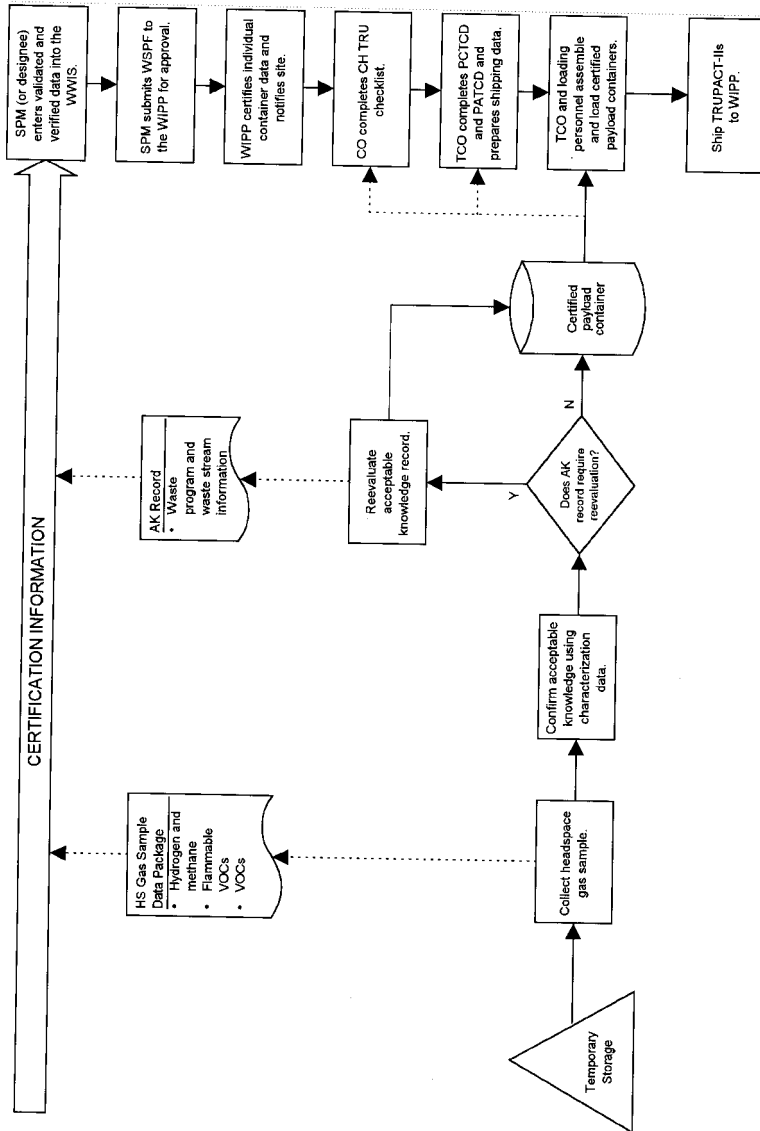 CERTIFICATION INFORMATION
SPM (or designee)
enters validated and
verified data into the
WWIS.
SPM submits WSPF to
the WIPP for approval.
WIPP certifies individual
container data and
notifies site.
CO completes CH TRU
checklist.
TCO completes PCTCD
and PATCD and
prepares shipping data.
TCO and loading
personnel assemble
and load certified
payload containers.
Ship TRUPACT-IIs
to WIPP.
HS Gas Sample
Data Package
• Hydrogen and
methane
• Flammable
VOCs
• VOCs
AK Record
• Waste
program and
waste stream
information
Reevaluate
acceptable
knowledge record.
Certified
payload
container
Y
N
Does AK
record require
reevaluation?
Confirm acceptable
knowledge using
characterization
data.
Collect headspace
gas sample.
Temporary
Storage